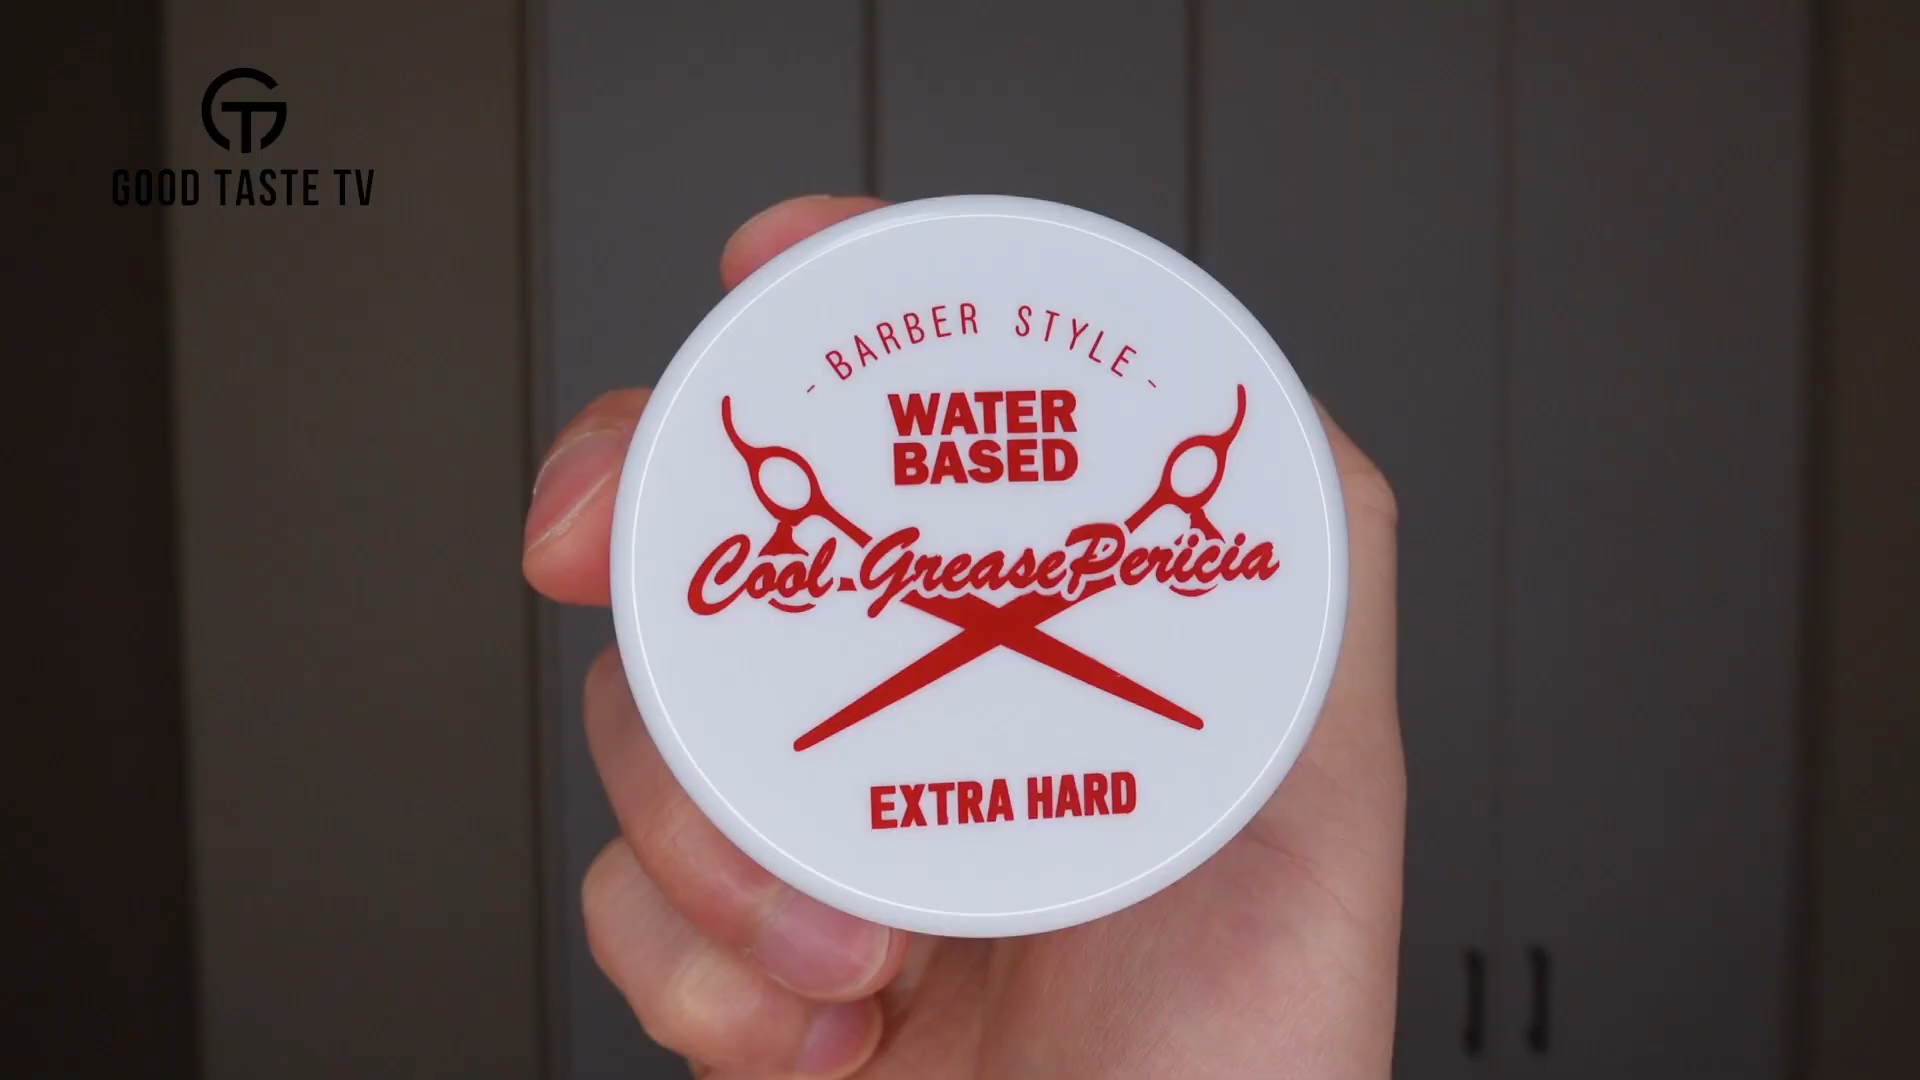 GOOD TASTE TV
- BARBER STYLE -
WATER
BASED
Cool Grease Pericia
EXTRA HARD